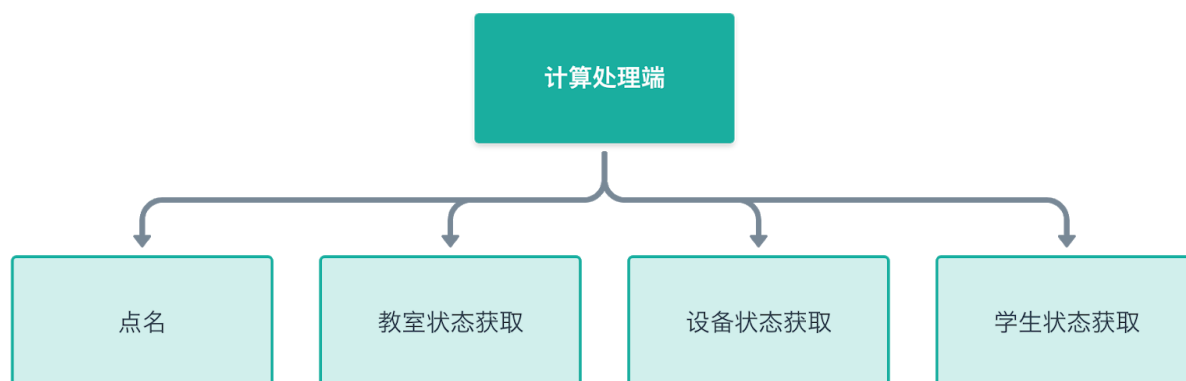 计算处理端
点名
教室状态获取
设备状态获取
学生状态获取